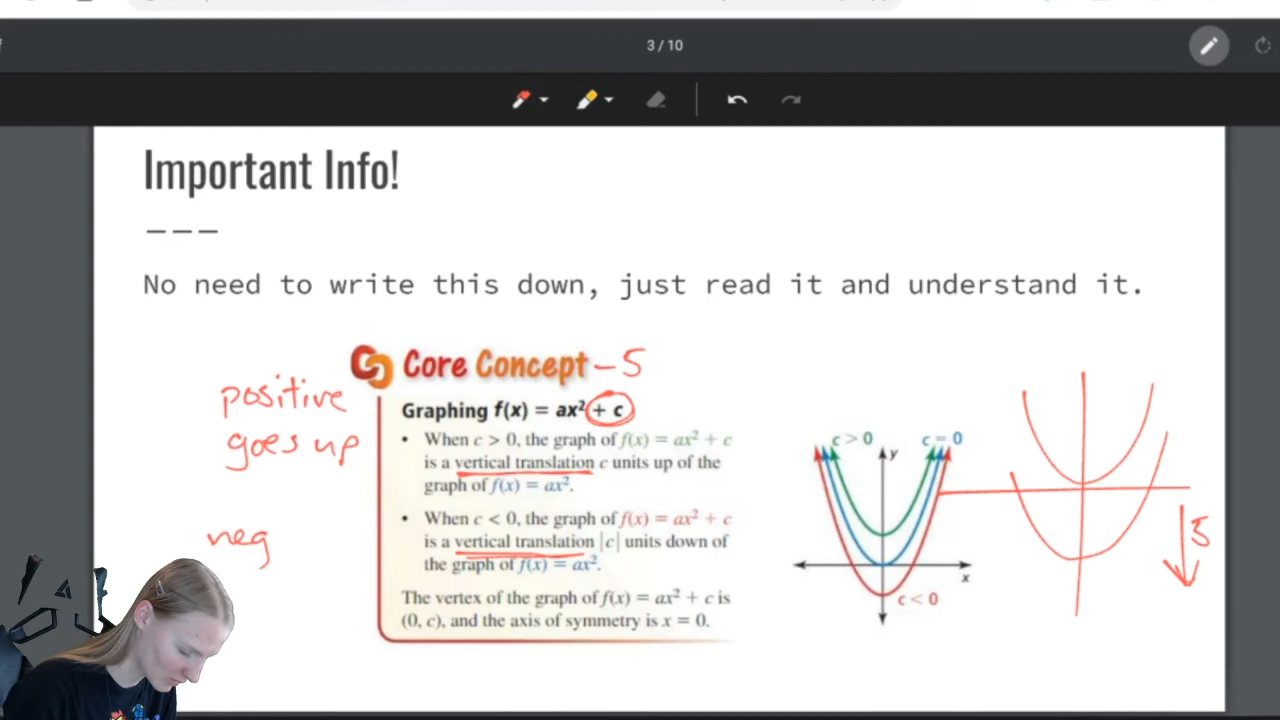 3 / 10
Important Info!
No need to write this down, just read it and understand it.
Core Concept - 5
positive
goes up
neg
Graphing f(x) = ax² + c
• When c > 0, the graph of f(x) = ax² + c
is a vertical translation c units up of the
graph of f(x) = ax².
• When c < 0, the graph of f(x) = ax² + c
is a vertical translation |c| units down of
the graph of f(x) = ax².
The vertex of the graph of f(x) = ax² + c is
(0, c), and the axis of symmetry is x = 0.
c > 0
y
c = 0
x
c < 0
5